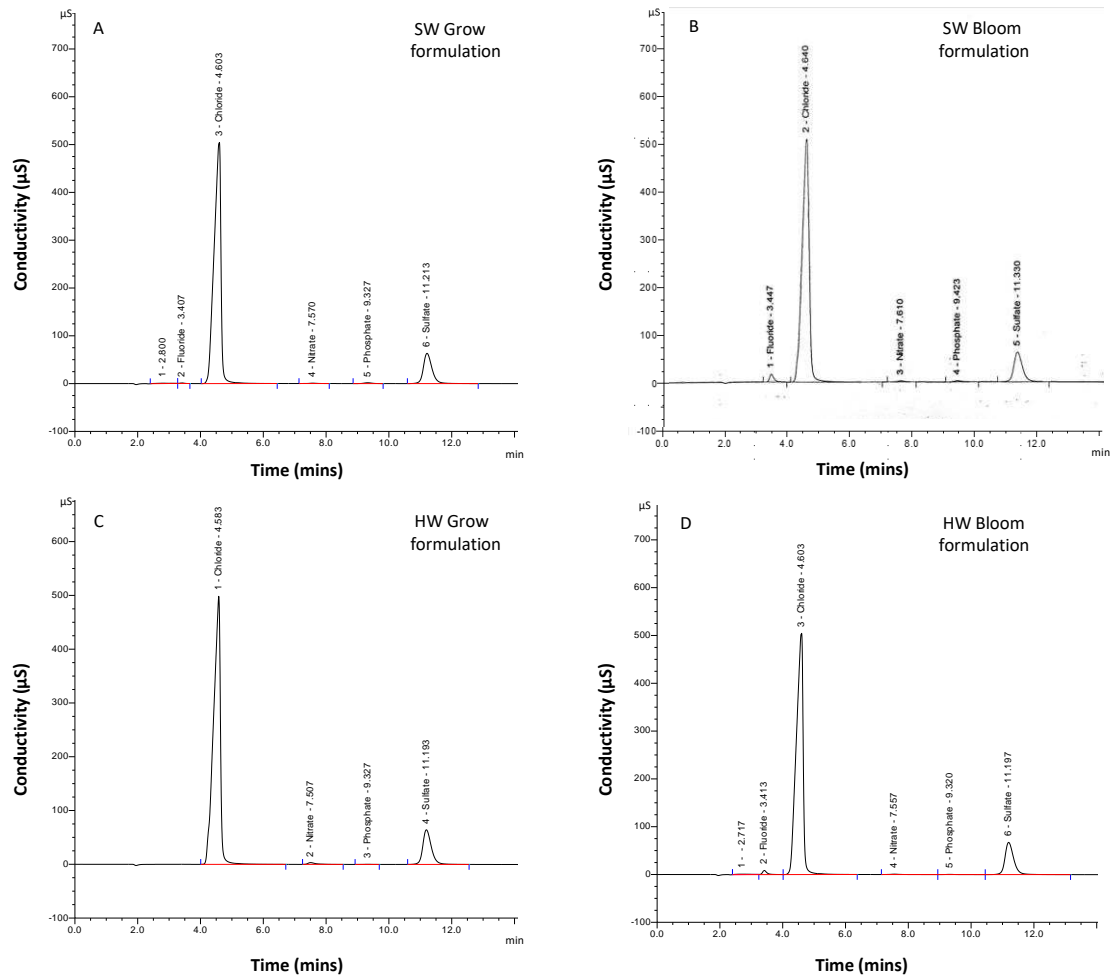 µS
A
SW Grow
formulation
700
600
500
400
300
200
100
0
-100
Conductivity (µS)
1 - 2.800
2 - Fluoride - 3.407
3 - Chloride - 4.603
4 - Nitrate - 7.570
5 - Phosphate - 9.327
6 - Sulfate - 11.213
0.0 2.0 4.0 6.0 8.0 10.0 12.0
min
Time (mins)
µS
B
SW Bloom
formulation
700
600
500
400
300
200
100
0
-100
Conductivity (µS)
1 - Fluoride - 3.447
2 - Chloride - 4.640
3 - Nitrate - 7.610
4 - Phosphate - 9.423
5 - Sulfate - 11.330
0.0 2.0 4.0 6.0 8.0 10.0 12.0
min
Time (mins)
µS
C
HW Grow
formulation
600
500
400
300
200
100
0
-100
Conductivity (µS)
1 - Chloride - 4.583
2 - Nitrate - 7.507
3 - Phosphate - 9.327
4 - Sulfate - 11.193
0.0 2.0 4.0 6.0 8.0 10.0 12.0
min
Time (mins)
µS
D
HW Bloom
formulation
700
600
500
400
300
200
100
0
-100
Conductivity (µS)
1 - - 2.717
2 - Fluoride - 3.413
3 - Chloride - 4.603
4 - Nitrate - 7.557
5 - Phosphate - 9.320
6 - Sulfate - 11.197
0.0 2.0 4.0 6.0 8.0 10.0 12.0
min
Time (mins)